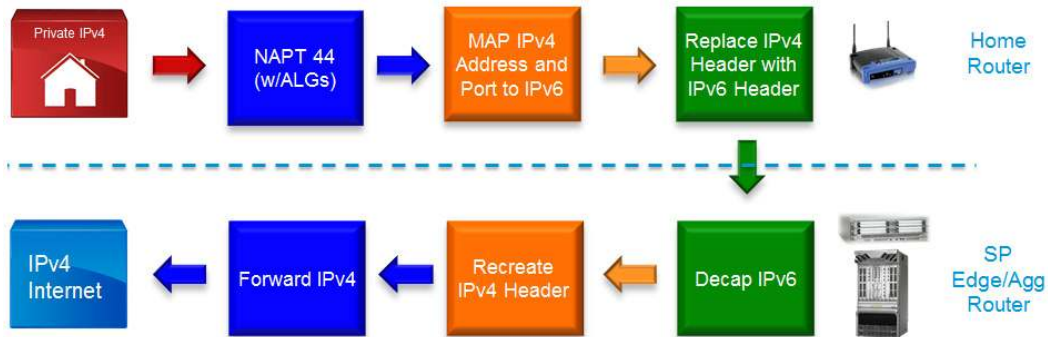 Private IPv4
NAPT 44
(w/ALGs)
MAP IPv4
Address and
Port to IPv6
Replace IPv4
Header with
IPv6 Header
Home
Router
IPv4
Internet
Forward IPv4
Recreate
IPv4 Header
Decap IPv6
SP
Edge/Agg
Router